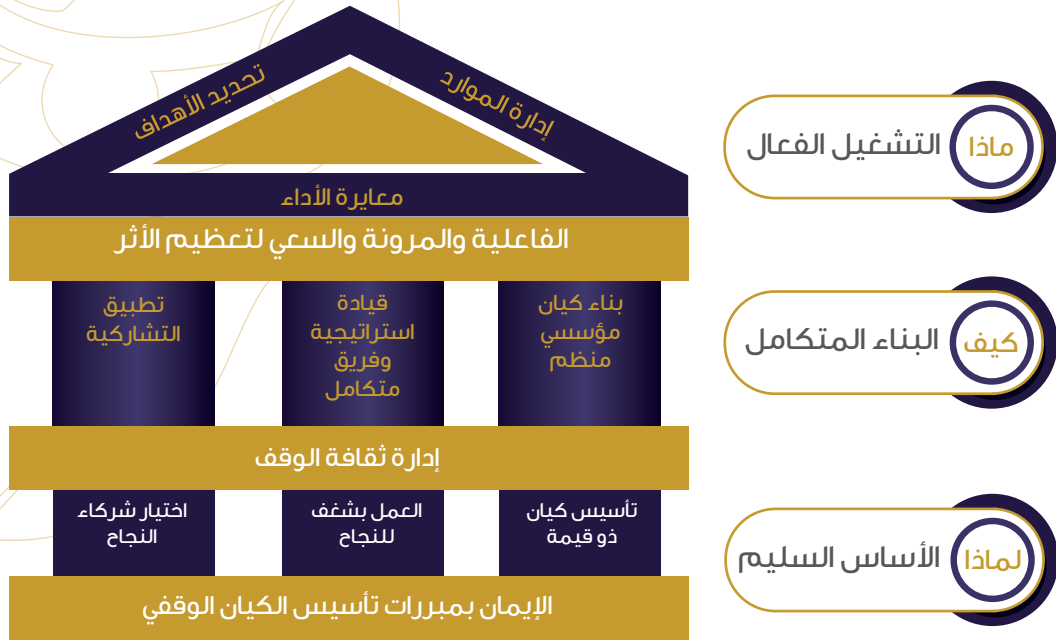 تحديد الأهداف
إدارة الموارد
معايرة الأداء
الفاعلية والمرونة والسعي لتعظيم الأثر
بناء كيان
مؤسسي
منظم
قيادة
استراتيجية
وفريق
متكامل
تطبيق
التشاركية
إدارة ثقافة الوقف
تأسيس كيان
ذو قيمة
العمل بشغف
للنجاح
اختيار شركاء
النجاح
الإيمان بمبررات تأسيس الكيان الوقفي
ماذا
التشغيل الفعال
كيف
البناء المتكامل
لماذا
الأساس السليم